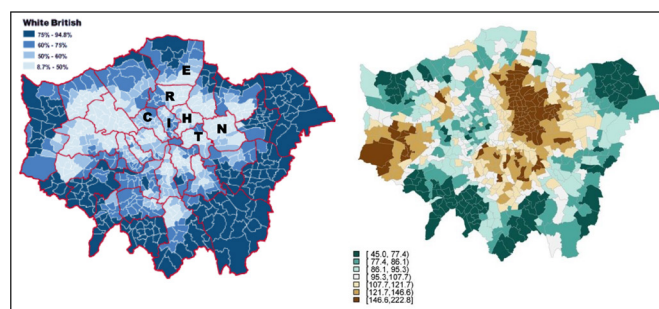 White British
75% - 94.8%
60% - 75%
50% - 60%
8.7% - 50%
E
R
C
I
H
T
N
[ 45.0, 77.4)
[ 77.4, 86.1)
[ 86.1, 95.3)
[ 95.3,107.7)
[107.7,121.7)
[121.7,146.6)
[146.6,222.8]